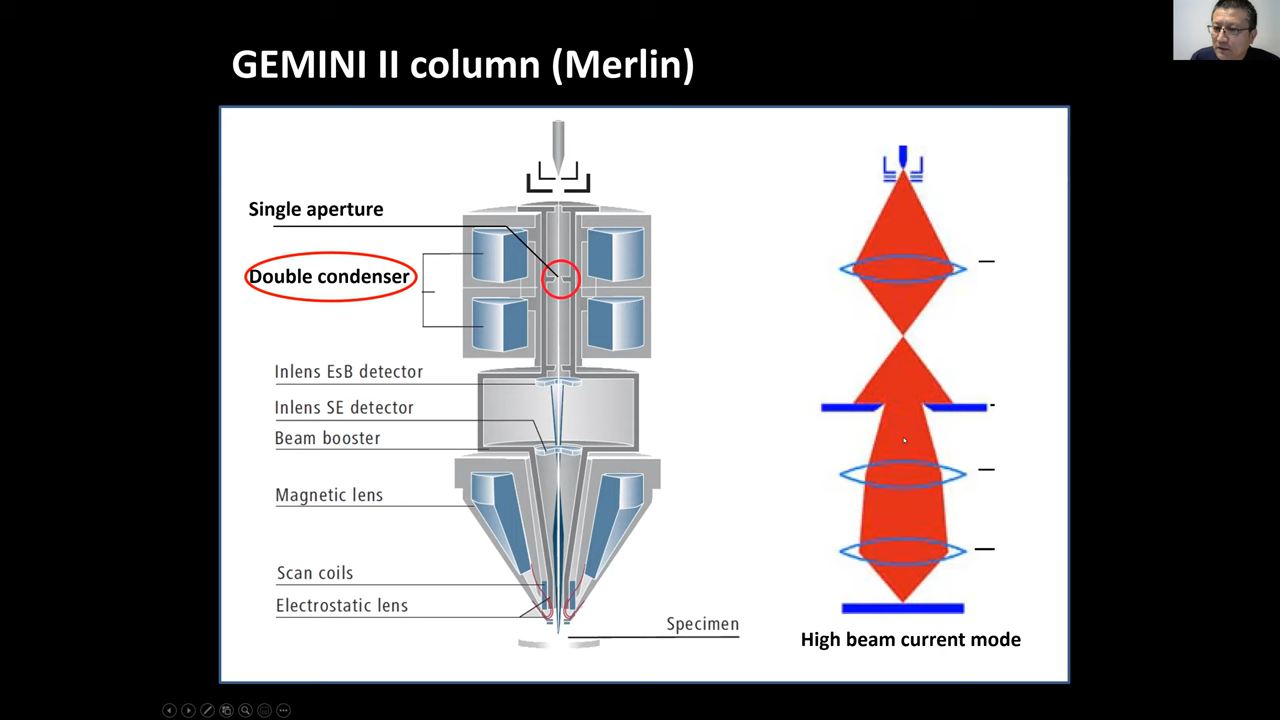 GEMINI II column (Merlin)
Single aperture
Double condenser
Inlens EsB detector
Inlens SE detector
Beam booster
Magnetic lens
Scan coils
Electrostatic lens
Specimen
High beam current mode